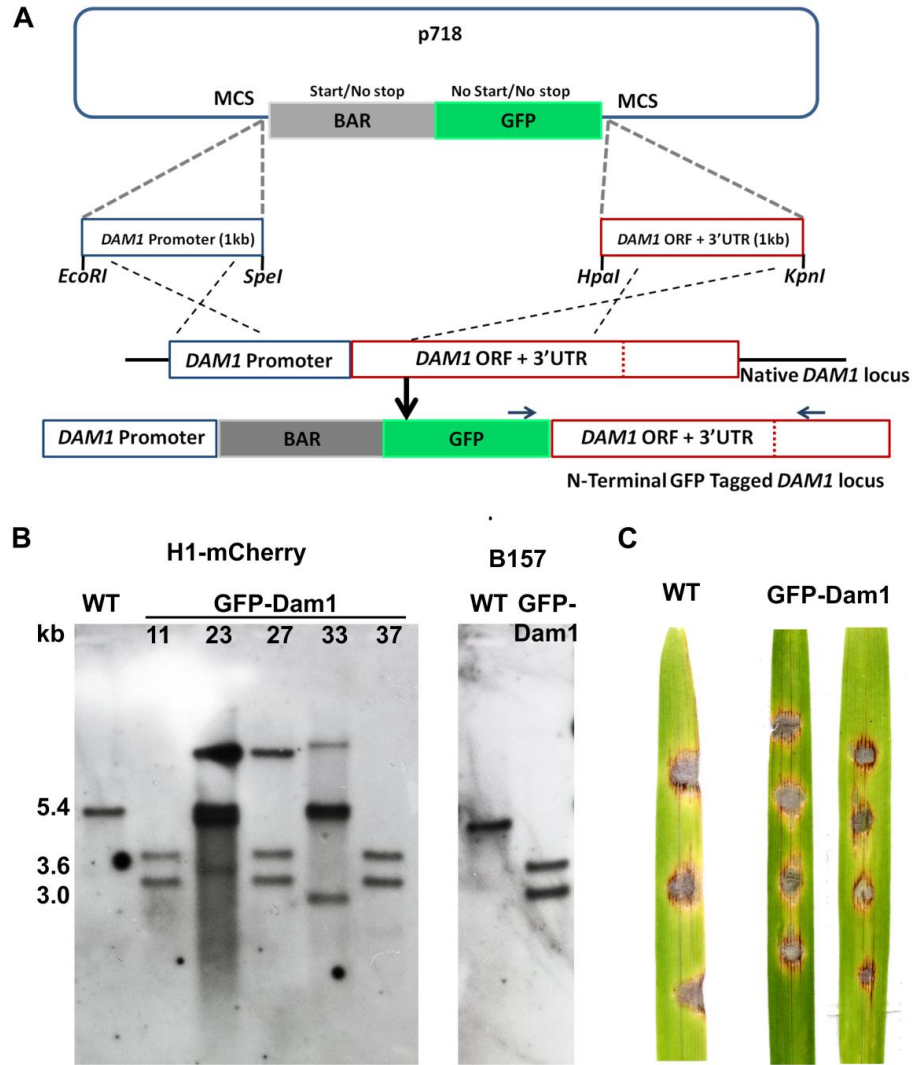 A
p718
MCS
Start/No stop
No Start/No stop
MCS
BAR
GFP
DAM1 Promoter (1kb)
DAM1 ORF + 3'UTR (1kb)
EcoRI
SpeI
HpaI
KpnI
DAM1 Promoter
DAM1 ORF + 3'UTR
Native DAM1 locus
DAM1 Promoter
BAR
GFP
DAM1 ORF + 3'UTR
N-Terminal GFP Tagged DAM1 locus
B
H1-mCherry
WT
GFP-Dam1
kb
11 23 27 33 37
5.4
3.6
3.0
B157
WT
GFP-
Dam1
C
WT
GFP-Dam1